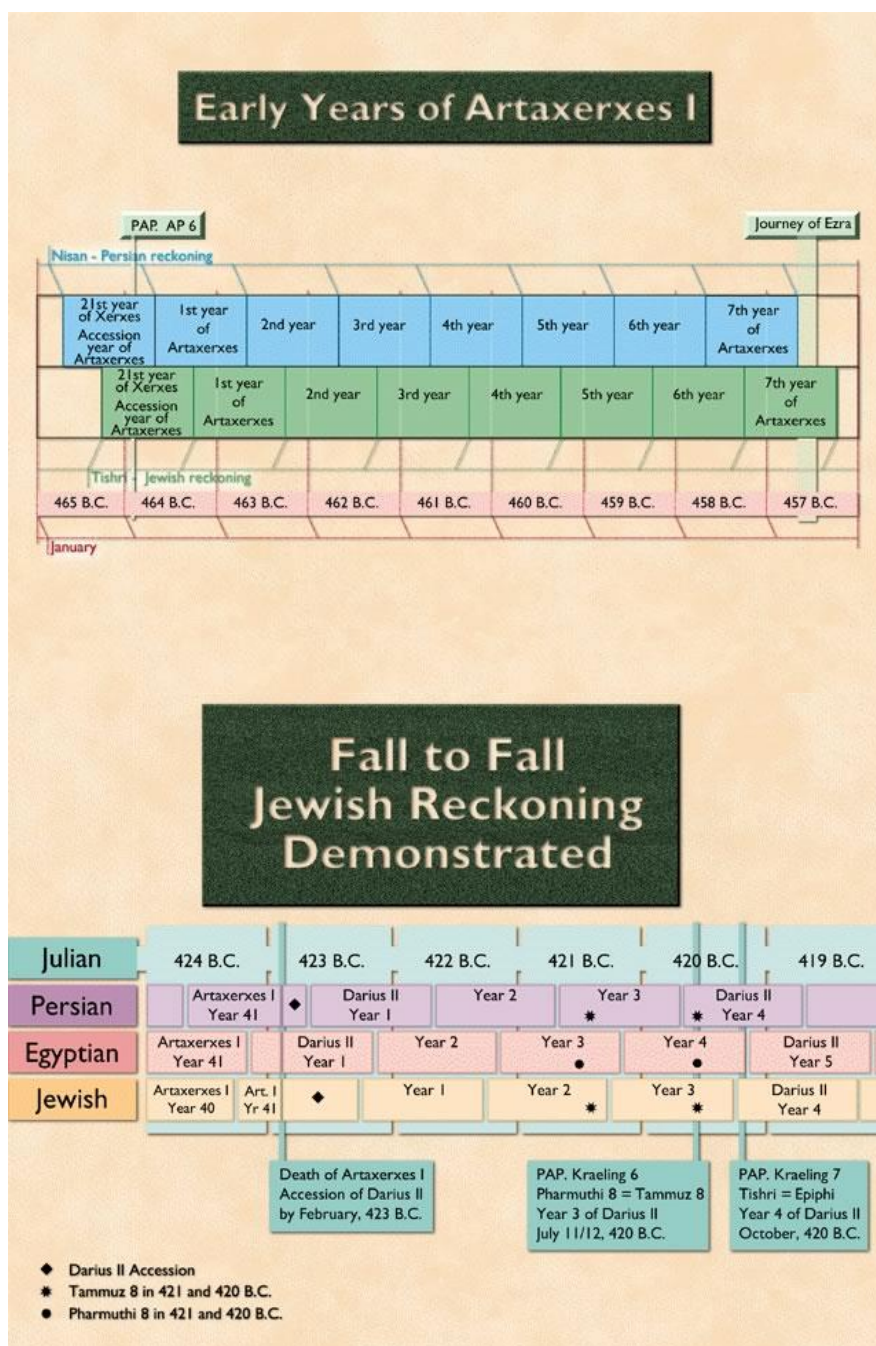 Early Years of Artaxerxes I
PAP. AP 6
Journey of Ezra
Nisan - Persian reckoning
21st year
of Xerxes
Accession
year of
Artaxerxes
1st year
of
Artaxerxes
2nd year
3rd year
4th year
5th year
6th year
7th year
of
Artaxerxes
21st year
of Xerxes
Accession
year of
Artaxerxes
1st year
of
Artaxerxes
2nd year
3rd year
4th year
5th year
6th year
7th year
of
Artaxerxes
Tishri - Jewish reckoning
465 B.C. 464 B.C. 463 B.C. 462 B.C. 461 B.C. 460 B.C. 459 B.C. 458 B.C. 457 B.C.
January
Fall to Fall
Jewish Reckoning
Demonstrated
Julian 424 B.C. 423 B.C. 422 B.C. 421 B.C. 420 B.C. 419 B.C.
Persian
Artaxerxes I
Year 41
Darius II
Year 1
Year 2
Year 3
Darius II
Year 4
Egyptian
Artaxerxes I
Year 41
Darius II
Year 1
Year 2
Year 3
Year 4
Darius II
Year 5
Jewish
Artaxerxes I
Year 40
Art. I
Yr 41
Year 1
Year 2
Year 3
Darius II
Year 4
Death of Artaxerxes I
Accession of Darius II
by February, 423 B.C.
PAP. Kraeling 6
Pharmuthi 8 = Tammuz 8
Year 3 of Darius II
July 11/12, 420 B.C.
PAP. Kraeling 7
Tishri = Epiphi
Year 4 of Darius II
October, 420 B.C.
Darius II Accession
Tammuz 8 in 421 and 420 B.C.
Pharmuthi 8 in 421 and 420 B.C.